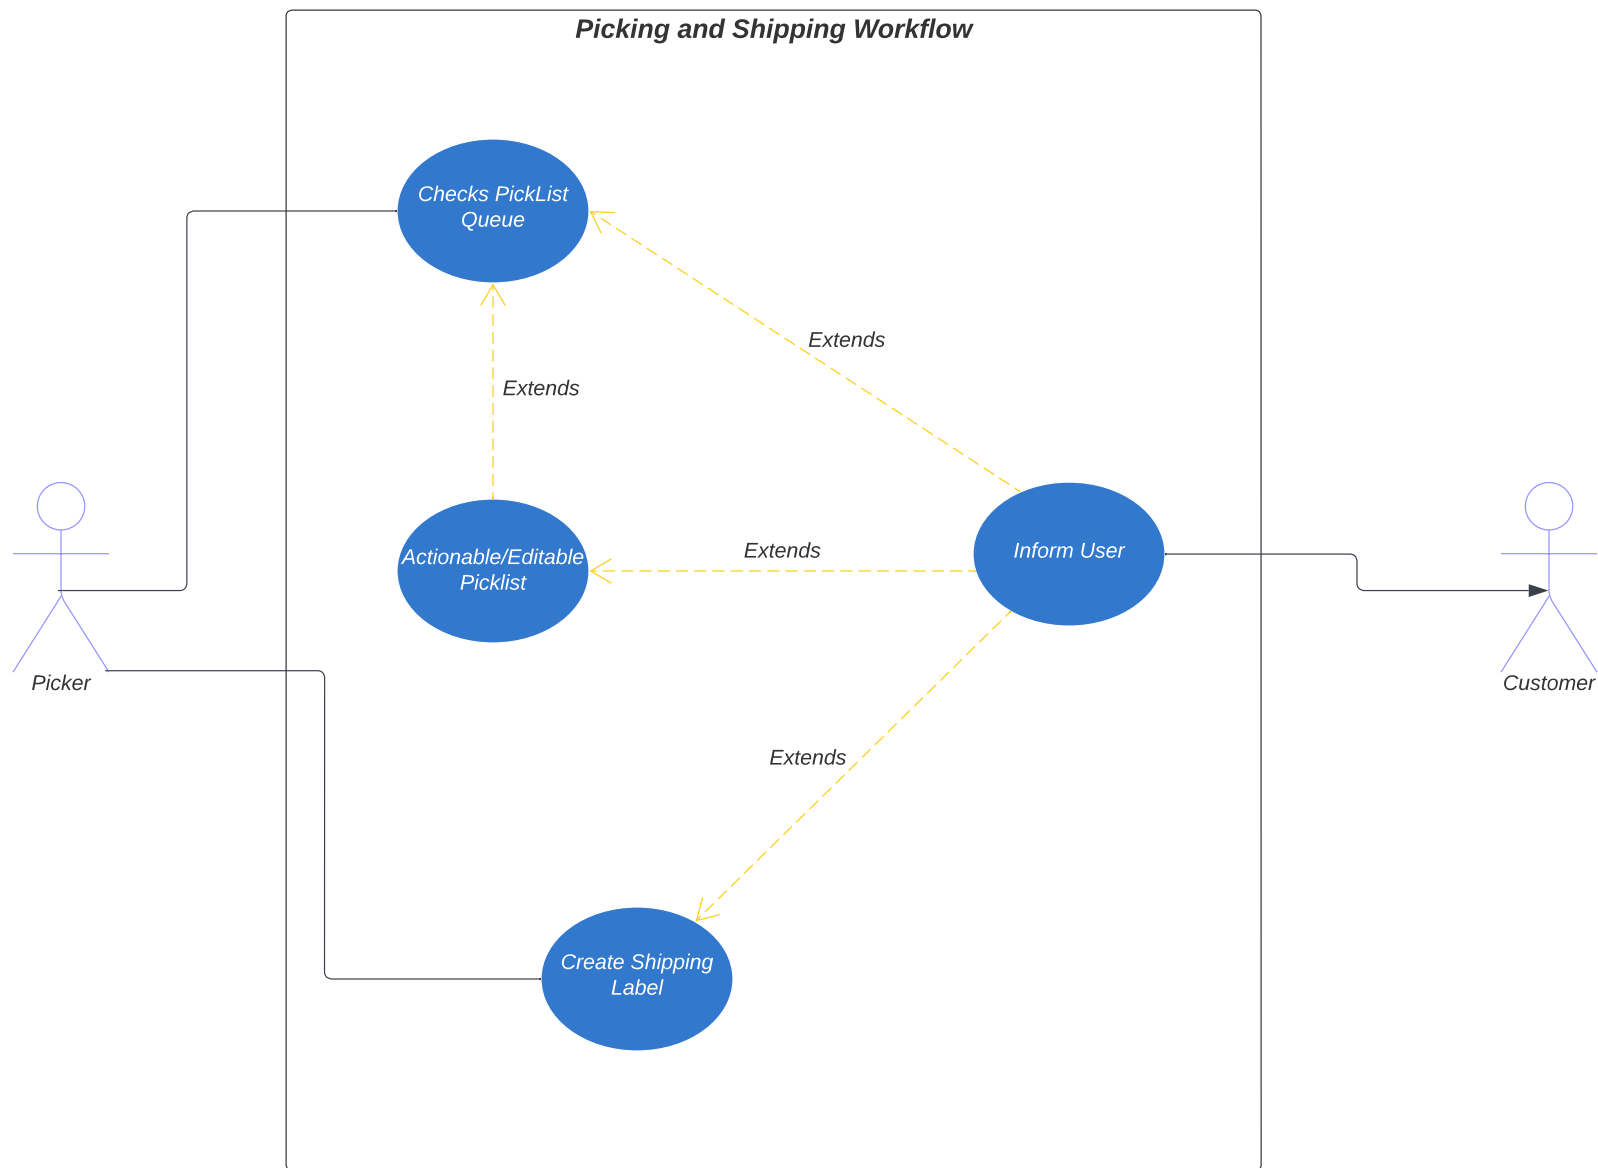 Picking and Shipping Workflow
Checks PickList
Queue
Extends
Extends
Actionable/Editable
Picklist
Extends
Inform User
Picker
Customer
Extends
Create Shipping
Label